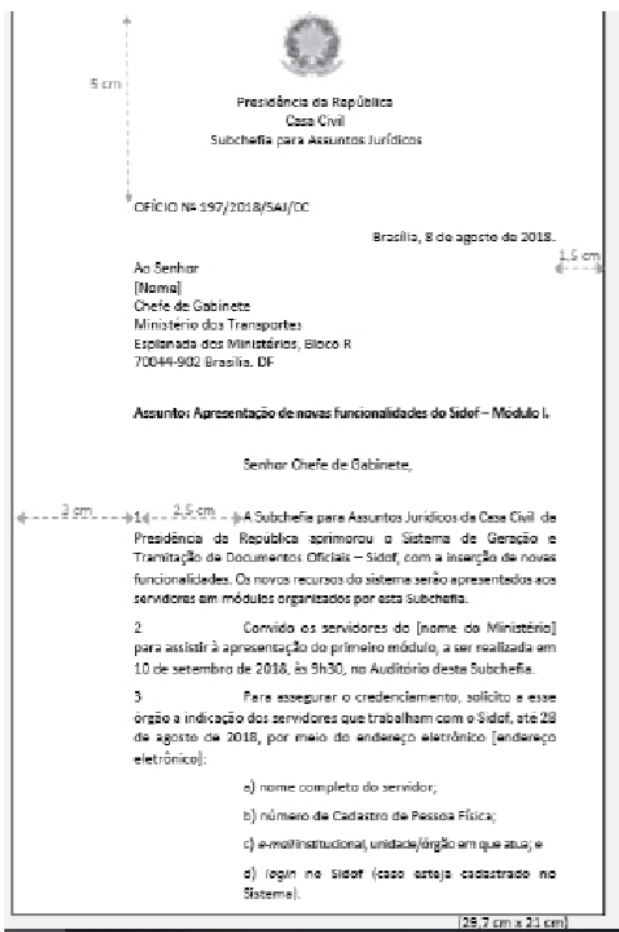 5 cm
Presidência da República
Casa Civil
Subchefia para Assuntos Jurídicos
OFÍCIO Nº 197/2018/SAJ/CC
Brasília, 8 de agosto de 2018.
1,5 cm
Ao Senhor
[Nome]
Chefe de Gabinete
Ministério dos Transportes
Esplanada dos Ministérios, Bloco R
70044-902 Brasília. DF
Assunto: Apresentação de novas funcionalidades do Sidof – Módulo I.
Senhor Chefe de Gabinete,
3 cm
2,5 cm
1 A Subchefia para Assuntos Jurídicos da Casa Civil da
Presidência da República aprimorou o Sistema de Geração e
Tramitação de Documentos Oficiais – Sidof, com a inserção de novas
funcionalidades. Os novos recursos do sistema serão apresentados aos
servidores em módulos organizados por esta Subchefia.
2 Convido os servidores do [nome do Ministério]
para assistir à apresentação do primeiro módulo, a ser realizada em
10 de setembro de 2018, às 9h30, no Auditório desta Subchefia.
3 Para assegurar o credenciamento, solicito a esse
órgão a indicação dos servidores que trabalham com o Sidof, até 28
de agosto de 2018, por meio do endereço eletrônico [endereço
eletrônico]:
a) nome completo do servidor;
b) número de Cadastro de Pessoa Física;
c) e-mail institucional, unidade/órgão em que atua; e
d) login no Sidof (caso esteja cadastrado no
Sistema).
(29,7 cm x 21 cm)